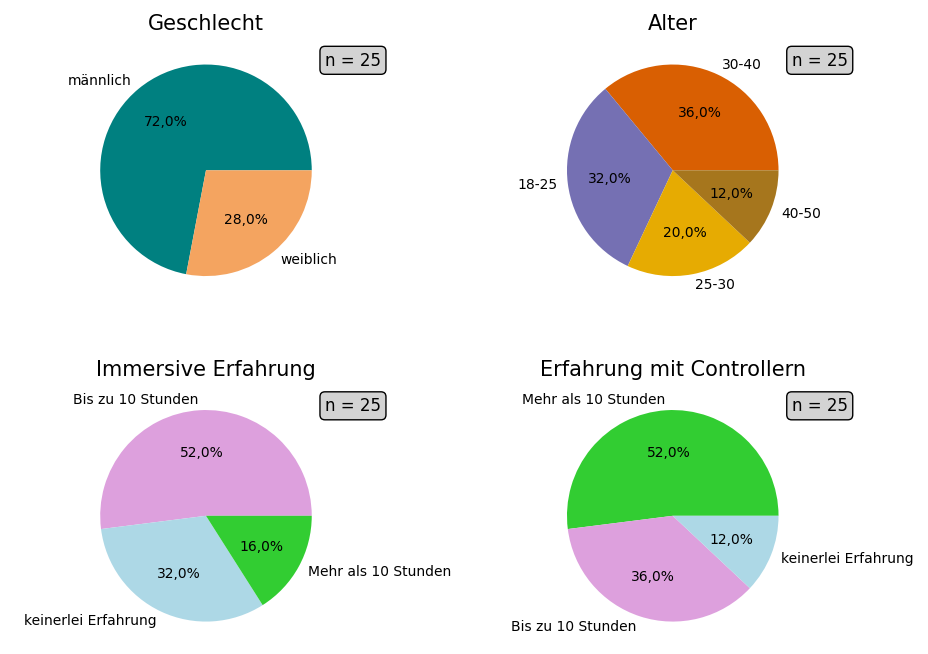 Geschlecht
n = 25
männlich
72,0%
28,0%
weiblich
Alter
n = 25
30-40
36,0%
18-25
32,0%
12,0%
40-50
20,0%
25-30
Immersive Erfahrung
Bis zu 10 Stunden
n = 25
52,0%
16,0%
32,0%
Mehr als 10 Stunden
keinerlei Erfahrung
Erfahrung mit Controllern
Mehr als 10 Stunden
n = 25
52,0%
12,0%
keinerlei Erfahrung
36,0%
Bis zu 10 Stunden